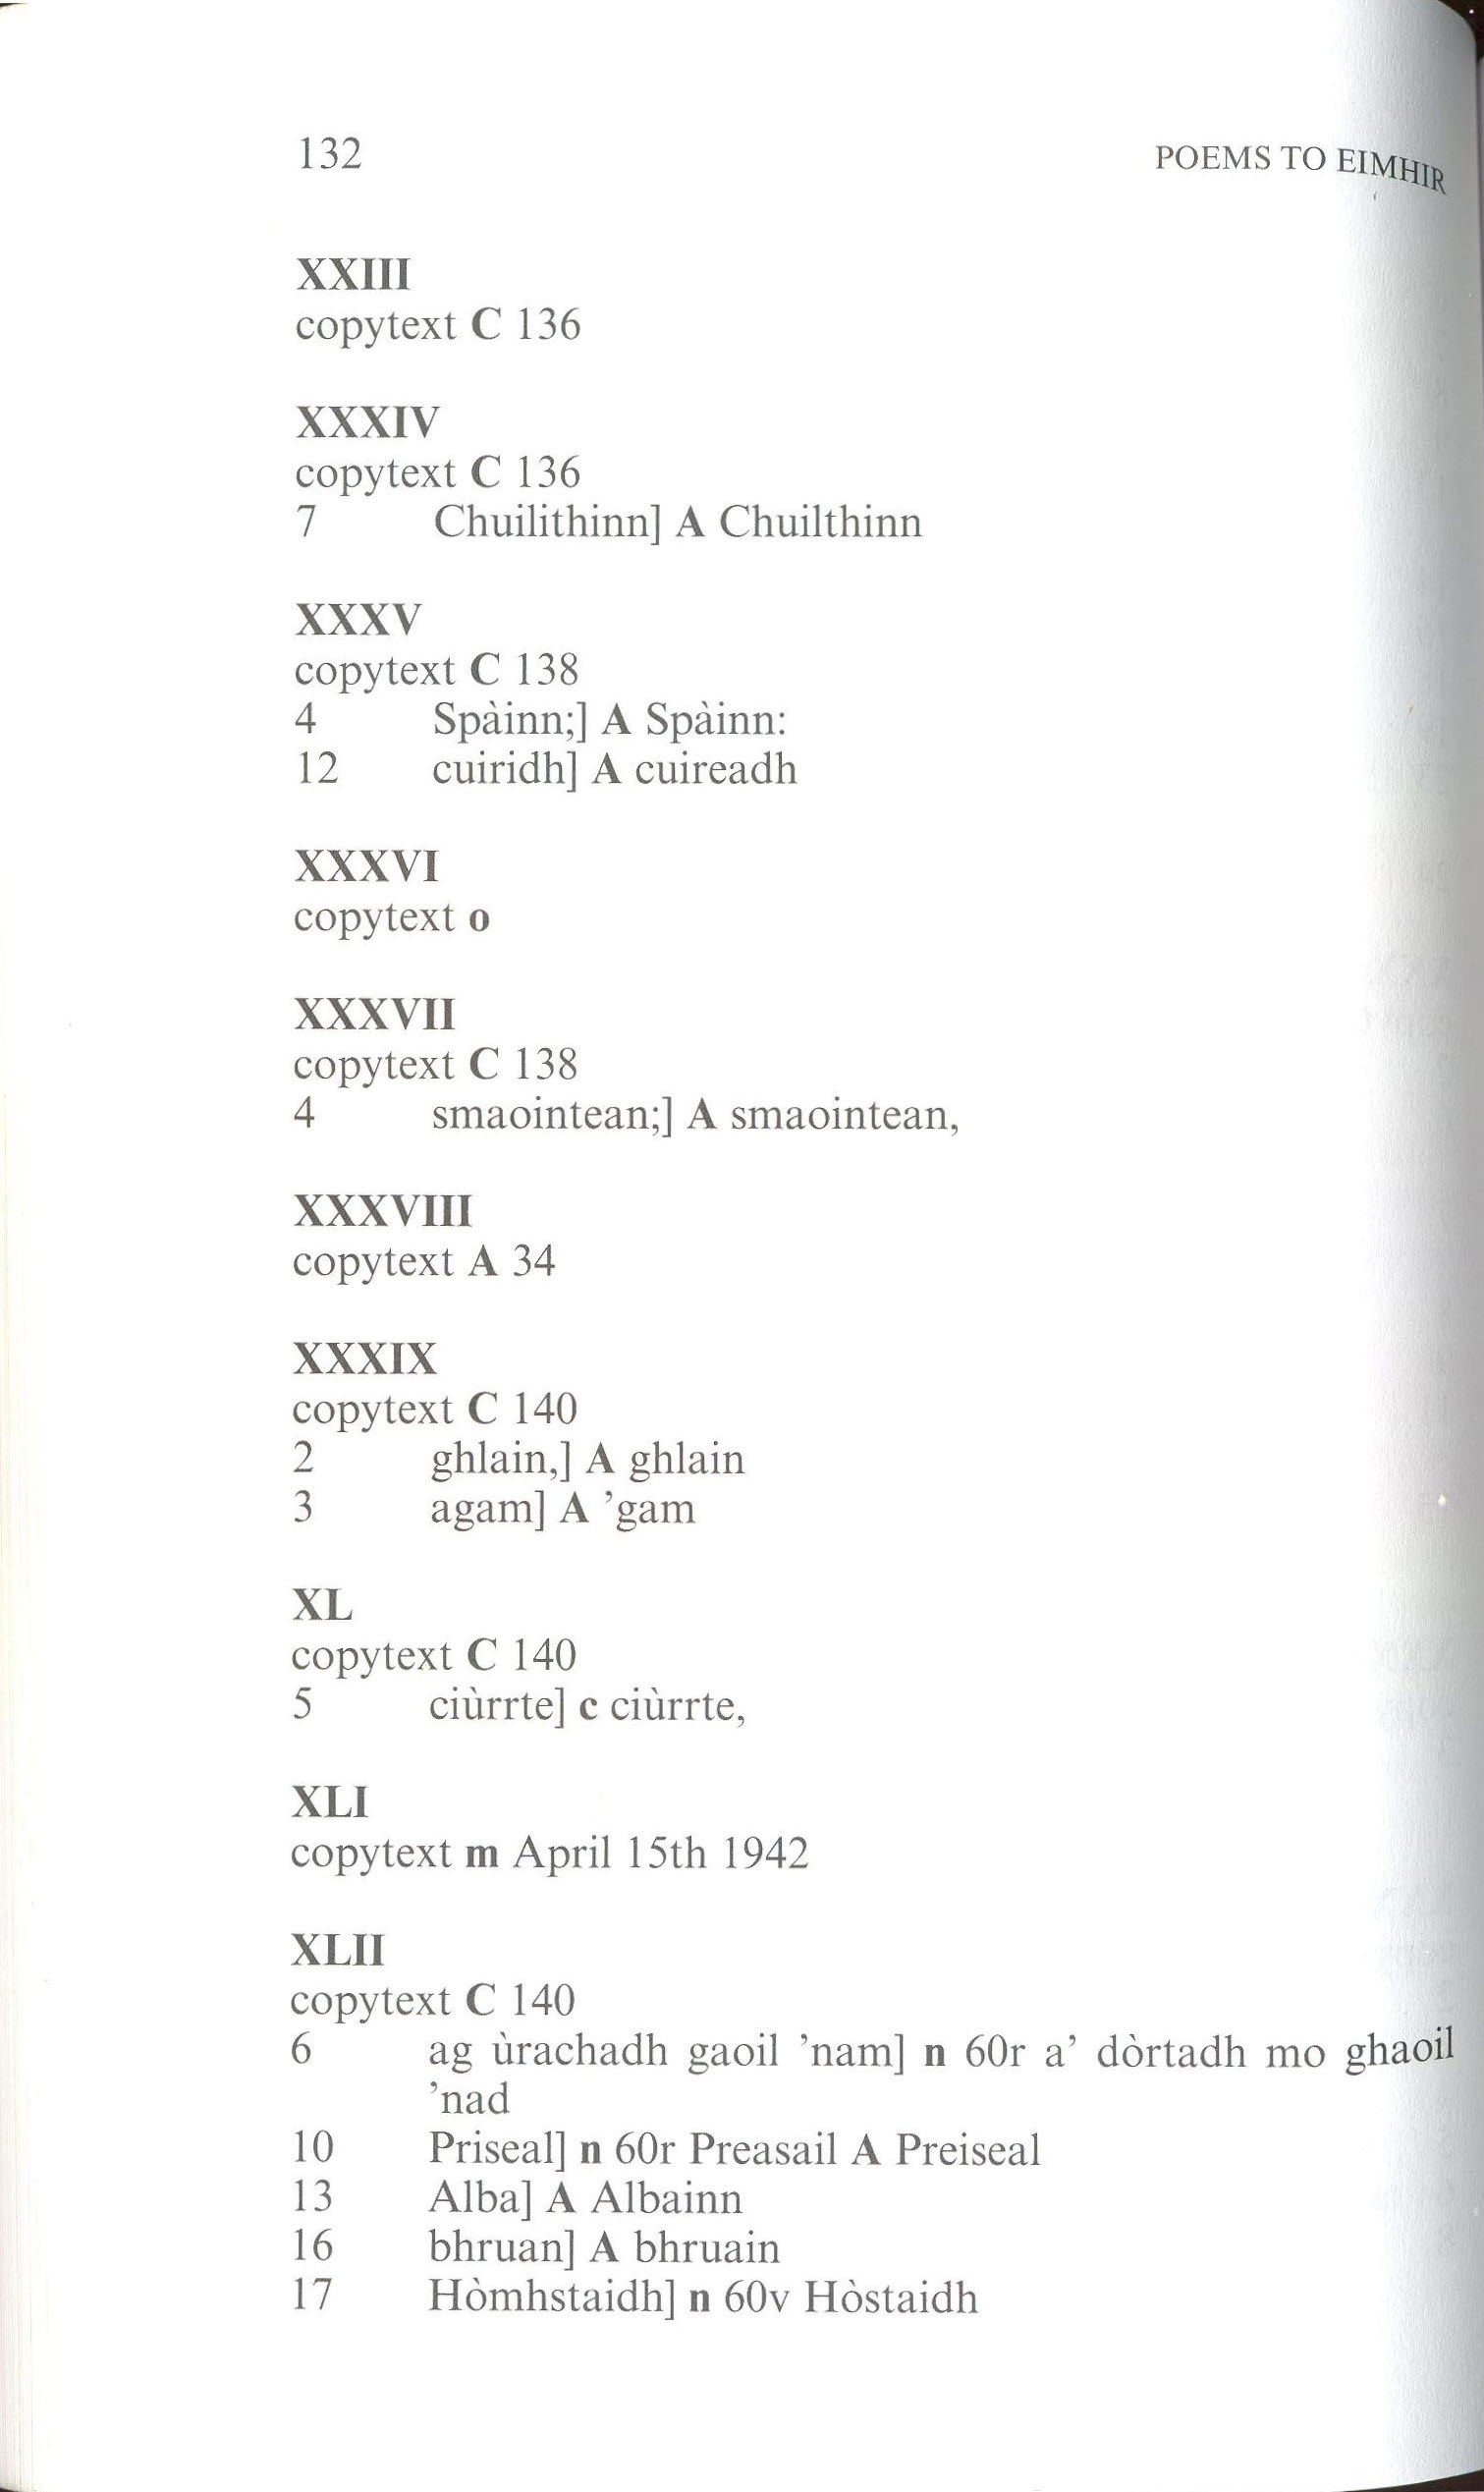 132 POEMS TO EIMHIR
XXIII
copytext C 136
XXXIV
copytext C 136
7 Chuilithinn] A Chuilthinn
XXXV
copytext C 138
4 Spàinn;] A Spàinn:
12 cuiridh] A cuireadh
XXXVI
copytext o
XXXVII
copytext C 138
4 smaointean;] A smaointean,
XXXVIII
copytext A 34
XXXIX
copytext C 140
2 ghlain,] A ghlain
3 agam] A ’gam
XL
copytext C 140
5 ciùrrte] c ciùrrte,
XLI
copytext m April 15th 1942
XLII
copytext C 140
6 ag ùrachadh gaoil ’nam] n 60r a’ dòrtadh mo ghaoil
’nad
10 Priseal] n 60r Preasail A Preiseal
13 Alba] A Albainn
16 bhruan] A bhruain
17 Hòmhstaidh] n 60v Hòstaidh